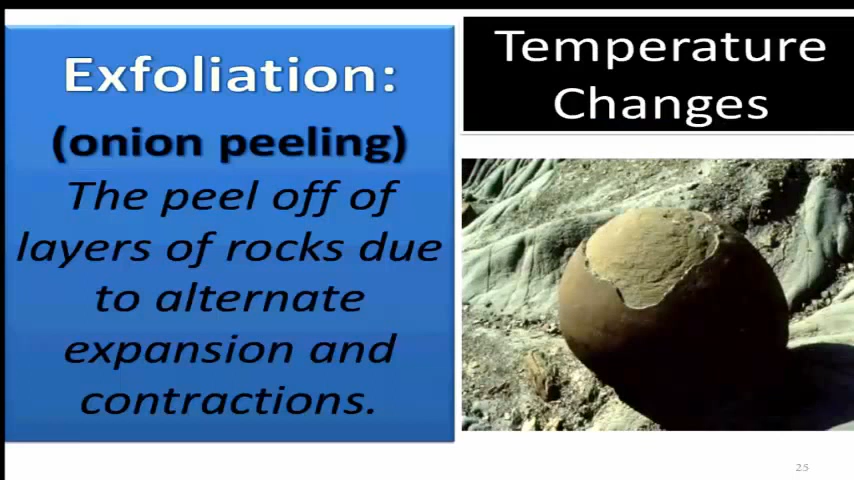 Exfoliation:
(onion peeling)
The peel off of
layers of rocks due
to alternate
expansion and
contractions.
Temperature
Changes
25